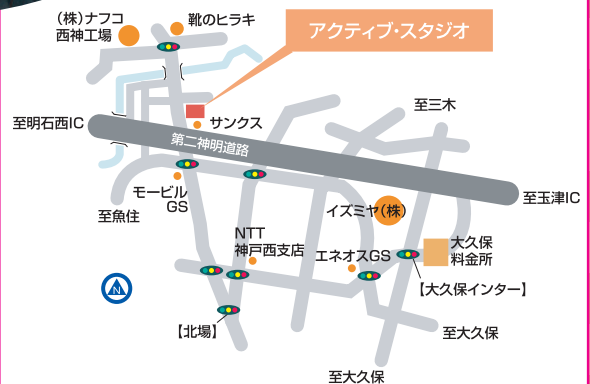 (株)ナフコ
西神工場
靴のヒラキ
アクティブ・スタジオ
至三木
至明石西IC
サンクス
第二神明道路
モービル
GS
至玉津IC
イズミヤ(株)
至魚住
NTT
神戸西支店
エネオスGS
大久保
料金所
【大久保インター】
N
【北場】
至大久保
至大久保